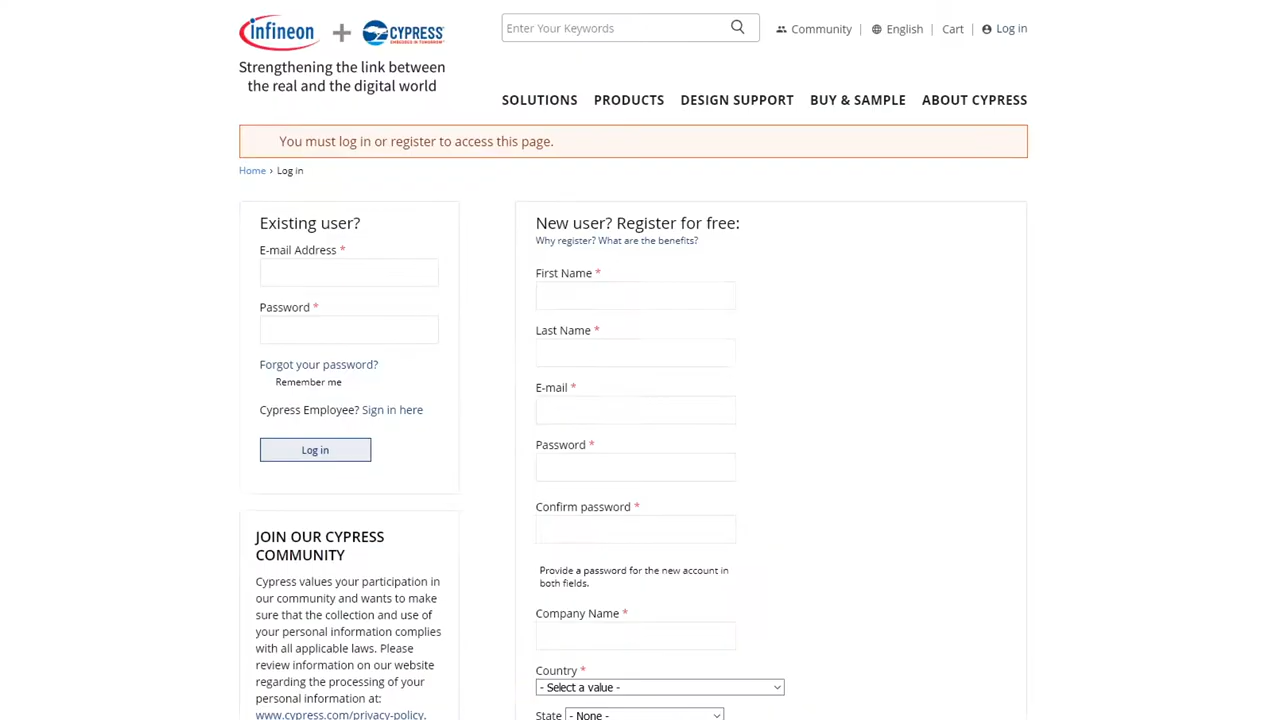 infineon + CYPRESS
EMBEDDED IN TOMORROW
Strengthening the link between
the real and the digital world
Enter Your Keywords
Community | English | Cart | Log in
SOLUTIONS PRODUCTS DESIGN SUPPORT BUY & SAMPLE ABOUT CYPRESS
You must log in or register to access this page.
Home › Log in
Existing user?
E-mail Address *
Password *
Forgot your password?
Remember me
Cypress Employee? Sign in here
Log in
JOIN OUR CYPRESS
COMMUNITY
Cypress values your participation in
our community and wants to make
sure that the collection and use of
your personal information complies
with all applicable laws. Please
review information on our website
regarding the processing of your
personal information at:
www.cypress.com/privacy-policy.
New user? Register for free:
Why register? What are the benefits?
First Name *
Last Name *
E-mail *
Password *
Confirm password *
Provide a password for the new account in
both fields.
Company Name *
Country *
- Select a value -
State - None -